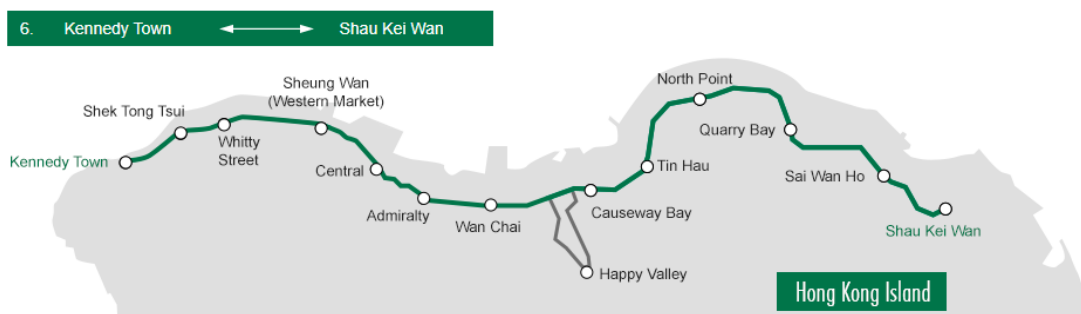 6. Kennedy Town Shau Kei Wan
Sheung Wan
(Western Market)
Shek Tong Tsui
Whitty
Street
Kennedy Town
Central
Admiralty
Wan Chai
Causeway Bay
Happy Valley
Tin Hau
North Point
Quarry Bay
Sai Wan Ho
Shau Kei Wan
Hong Kong Island